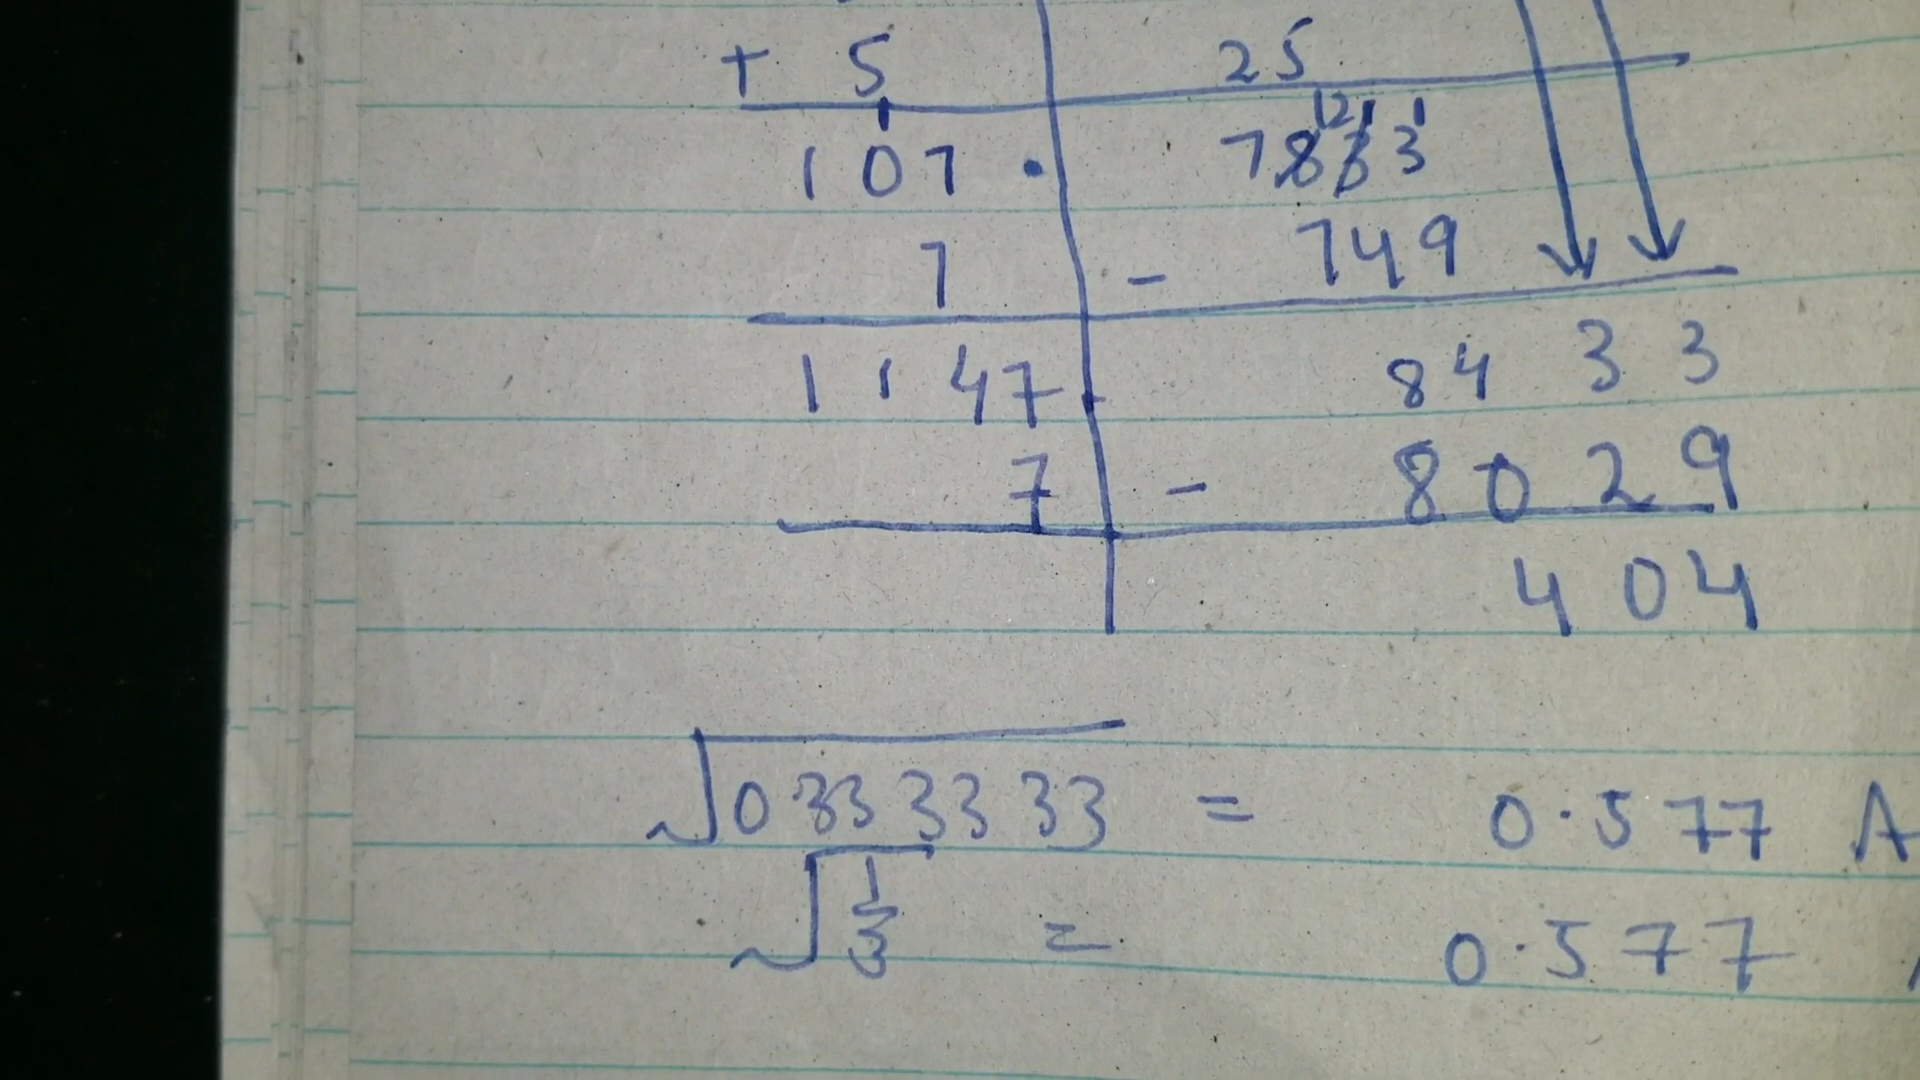 + 5 25
107 · 7833
7 - 749
1147 8433
7 - 8029
404
√0.333333 = 0.577 A
√1/3 = 0.577